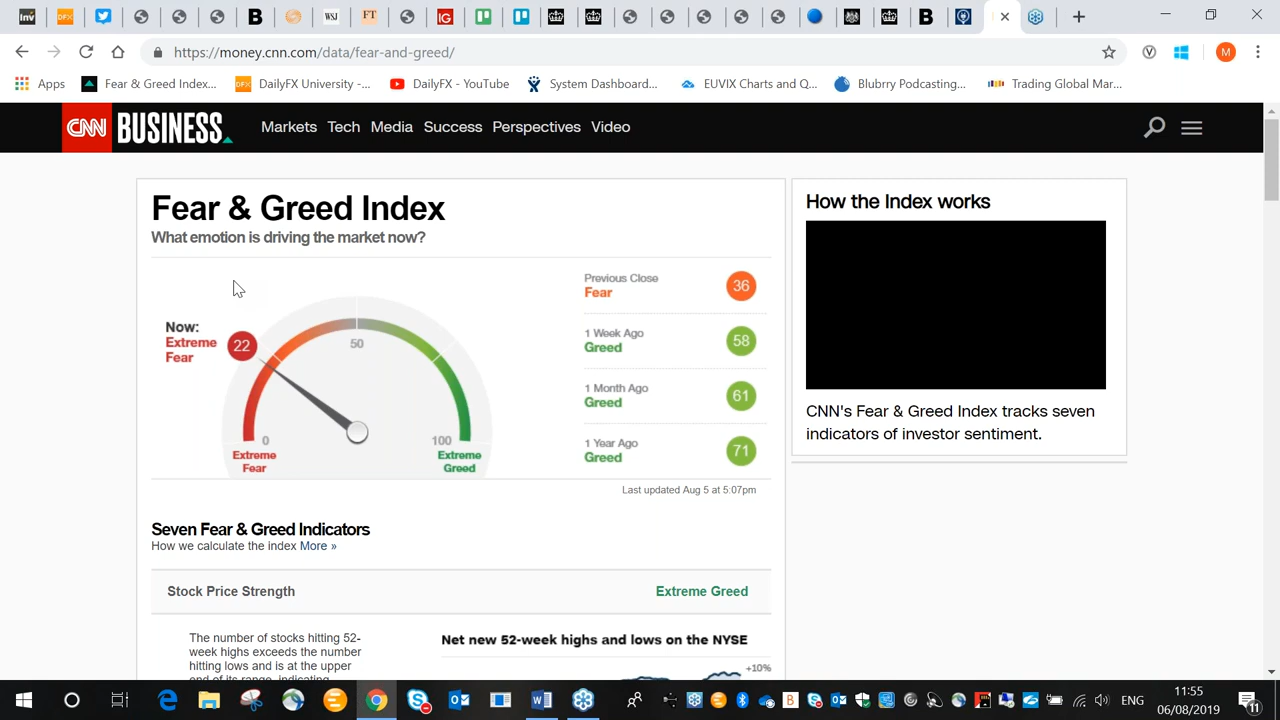 https://money.cnn.com/data/fear-and-greed/
Apps
Fear & Greed Index...
DailyFX University -...
DailyFX - YouTube
System Dashboard...
EUVIX Charts and Q...
Blubrry Podcasting...
Trading Global Mar...
CNN BUSINESS
Markets Tech Media Success Perspectives Video
Fear & Greed Index
What emotion is driving the market now?
Now:
Extreme
Fear
22
50
0
100
Extreme
Fear
Extreme
Greed
Previous Close
Fear
36
1 Week Ago
Greed
58
1 Month Ago
Greed
61
1 Year Ago
Greed
71
Last updated Aug 5 at 5:07pm
How the Index works
CNN's Fear & Greed Index tracks seven
indicators of investor sentiment.
Seven Fear & Greed Indicators
How we calculate the index More »
Stock Price Strength
Extreme Greed
The number of stocks hitting 52-
week highs exceeds the number
hitting lows and is at the upper
end of its range, indicating
Net new 52-week highs and lows on the NYSE
+10%
ENG
11:55
06/08/2019
11